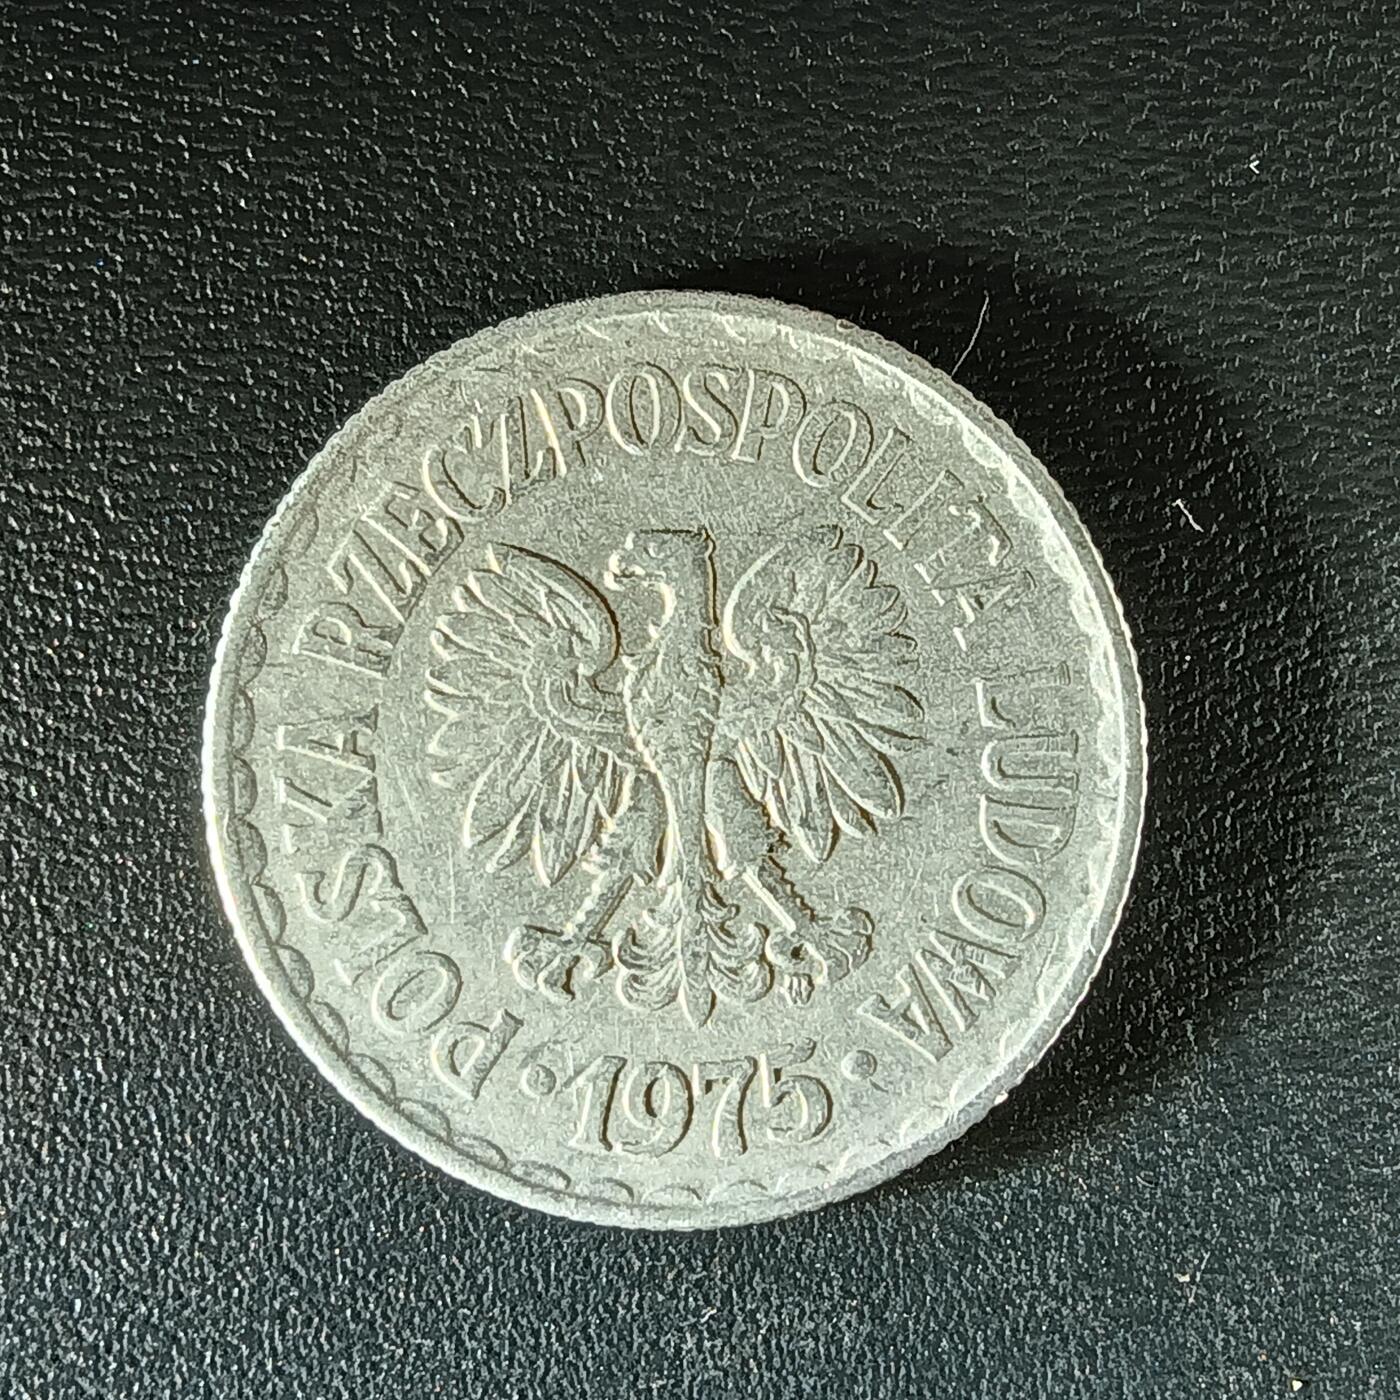 POLSKA RZECZPOSPOLITA LUDOWA
• 1975 •